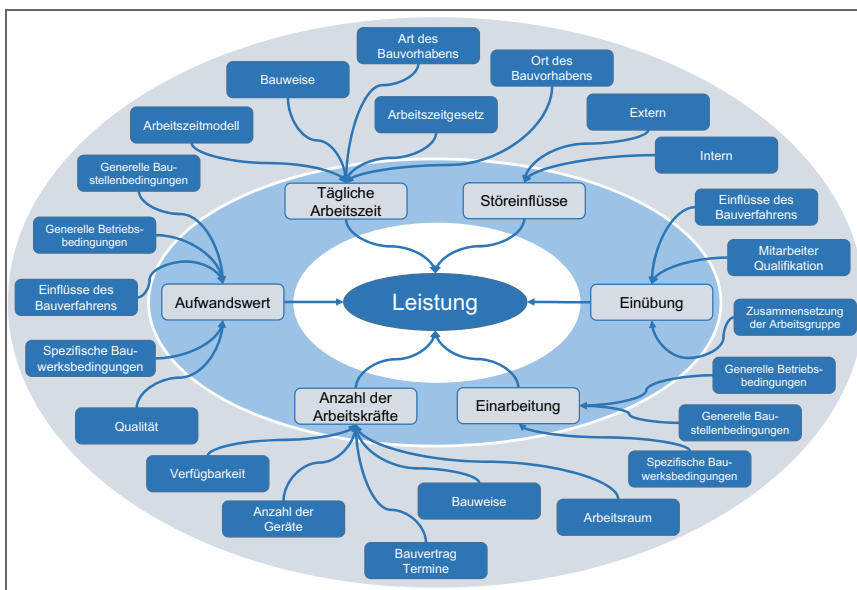 Art des
Bauvorhabens
Ort des
Bauvorhabens
Bauweise
Extern
Arbeitszeitmodell
Arbeitszeitgesetz
Intern
Generelle Bau-
stellenbedingungen
Tägliche
Arbeitszeit
Störeinflüsse
Einflüsse des
Bauverfahrens
Generelle Betriebs-
bedingungen
Mitarbeiter
Qualifikation
Einflüsse des
Bauverfahrens
Aufwandswert
Leistung
Einübung
Zusammensetzung
der Arbeitsgruppe
Spezifische Bau-
werksbedingungen
Generelle Betriebs-
bedingungen
Anzahl der
Arbeitskräfte
Einarbeitung
Qualität
Generelle Bau-
stellenbedingungen
Verfügbarkeit
Spezifische Bau-
werksbedingungen
Bauweise
Anzahl der
Geräte
Arbeitsraum
Bauvertrag
Termine